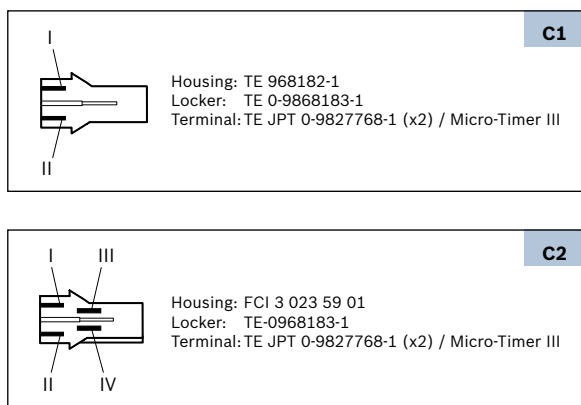 C1
I
Housing: TE 968182-1
Locker: TE 0-9868183-1
Terminal: TE JPT 0-9827768-1 (x2) / Micro-Timer III
II
C2
I III
Housing: FCI 3 023 59 01
Locker: TE-0968183-1
Terminal: TE JPT 0-9827768-1 (x2) / Micro-Timer III
II IV